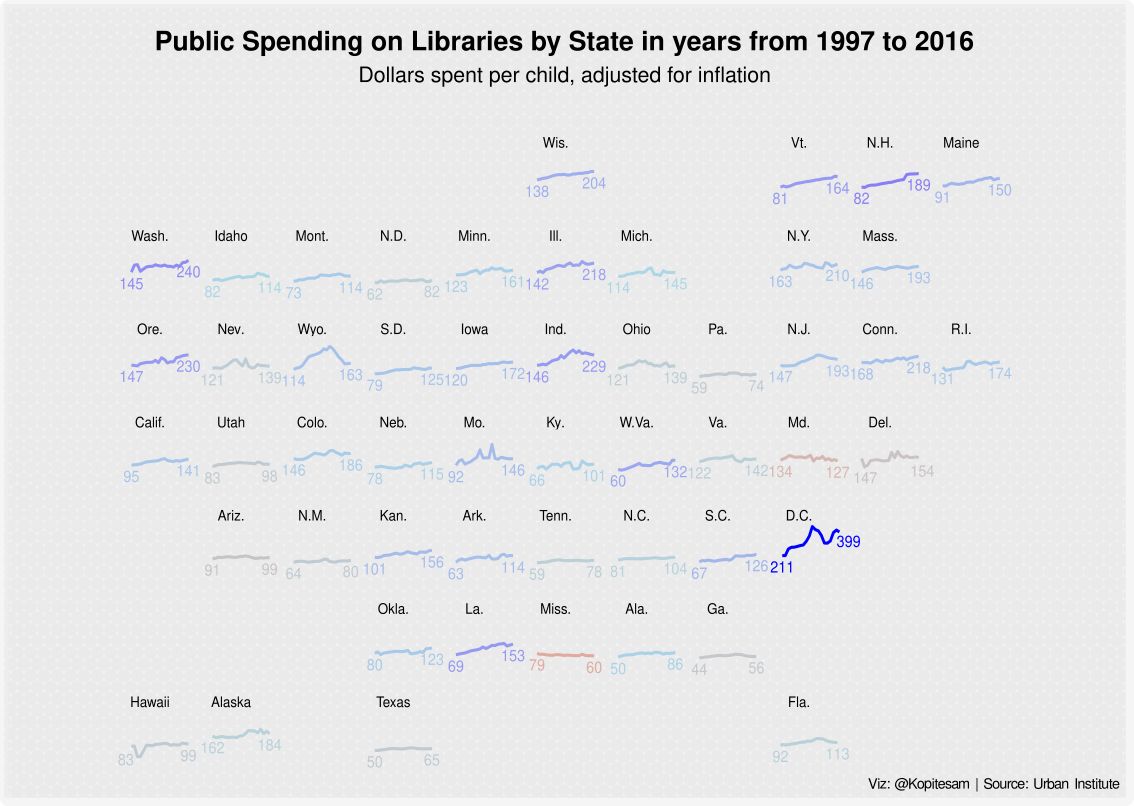 Public Spending on Libraries by State in years from 1997 to 2016
Dollars spent per child, adjusted for inflation
Wis. Vt. N.H. Maine
138 204 81 164 82 189 91 150
Wash. Idaho Mont. N.D. Minn. Ill. Mich. N.Y. Mass.
145 240 82 114 73 114 62 82 123 161 142 218 114 145 163 210 146 193
Ore. Nev. Wyo. S.D. Iowa Ind. Ohio Pa. N.J. Conn. R.I.
147 230 121 139 114 163 79 125 120 172 146 229 121 139 59 74 147 193 168 218 131 174
Calif. Utah Colo. Neb. Mo. Ky. W.Va. Va. Md. Del.
95 141 83 98 146 186 78 115 92 146 66 101 60 132 122 142 134 127 147 154
Ariz. N.M. Kan. Ark. Tenn. N.C. S.C. D.C.
91 99 64 80 101 156 63 114 59 78 81 104 67 126 211 399
Okla. La. Miss. Ala. Ga.
80 123 69 153 79 60 50 86 44 56
Hawaii Alaska Texas Fla.
83 99 162 184 50 65 92 113
Viz: @Kopitesam | Source: Urban Institute